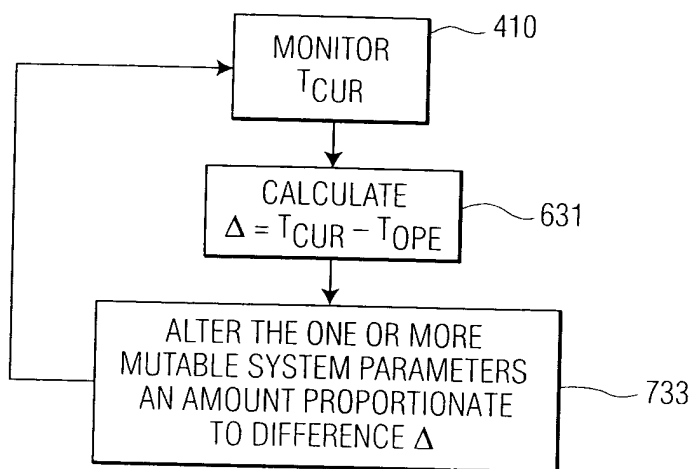 MONITOR
TCUR
410
CALCULATE
Δ = TCUR – TOPE
631
ALTER THE ONE OR MORE
MUTABLE SYSTEM PARAMETERS
AN AMOUNT PROPORTIONATE
TO DIFFERENCE Δ
733